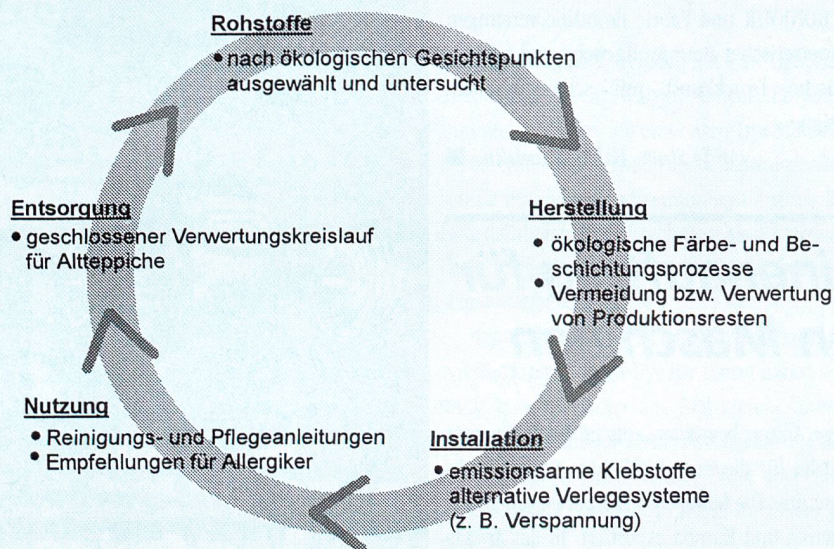 Rohstoffe
• nach ökologischen Gesichtspunkten
ausgewählt und untersucht
Entsorgung
• geschlossener Verwertungskreislauf
für Altteppiche
Herstellung
• ökologische Färbe- und Be-
schichtungsprozesse
• Vermeidung bzw. Verwertung
von Produktionsresten
Nutzung
• Reinigungs- und Pflegeanleitungen
• Empfehlungen für Allergiker
Installation
• emissionsarme Klebstoffe
alternative Verlegesysteme
(z. B. Verspannung)